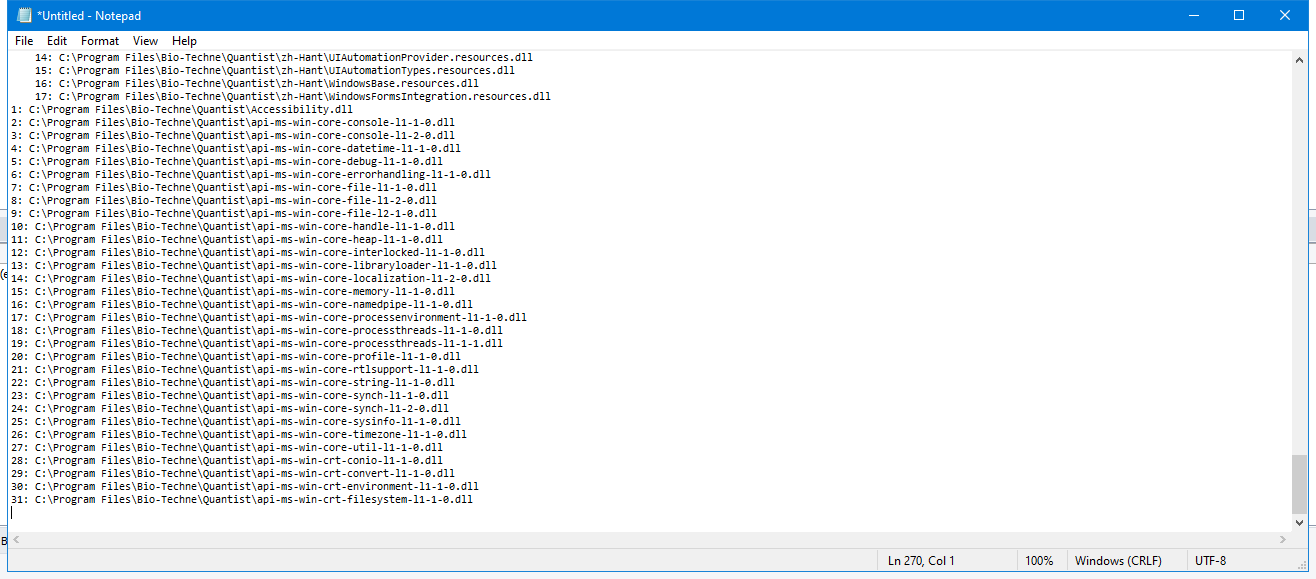 *Untitled - Notepad
File Edit Format View Help
14: C:\Program Files\Bio-Techne\Quantist\zh-Hant\UIAutomationProvider.resources.dll
15: C:\Program Files\Bio-Techne\Quantist\zh-Hant\UIAutomationTypes.resources.dll
16: C:\Program Files\Bio-Techne\Quantist\zh-Hant\WindowsBase.resources.dll
17: C:\Program Files\Bio-Techne\Quantist\zh-Hant\WindowsFormsIntegration.resources.dll
1: C:\Program Files\Bio-Techne\Quantist\Accessibility.dll
2: C:\Program Files\Bio-Techne\Quantist\api-ms-win-core-console-l1-1-0.dll
3: C:\Program Files\Bio-Techne\Quantist\api-ms-win-core-console-l1-2-0.dll
4: C:\Program Files\Bio-Techne\Quantist\api-ms-win-core-datetime-l1-1-0.dll
5: C:\Program Files\Bio-Techne\Quantist\api-ms-win-core-debug-l1-1-0.dll
6: C:\Program Files\Bio-Techne\Quantist\api-ms-win-core-errorhandling-l1-1-0.dll
7: C:\Program Files\Bio-Techne\Quantist\api-ms-win-core-file-l1-1-0.dll
8: C:\Program Files\Bio-Techne\Quantist\api-ms-win-core-file-l1-2-0.dll
9: C:\Program Files\Bio-Techne\Quantist\api-ms-win-core-file-l2-1-0.dll
10: C:\Program Files\Bio-Techne\Quantist\api-ms-win-core-handle-l1-1-0.dll
11: C:\Program Files\Bio-Techne\Quantist\api-ms-win-core-heap-l1-1-0.dll
12: C:\Program Files\Bio-Techne\Quantist\api-ms-win-core-interlocked-l1-1-0.dll
13: C:\Program Files\Bio-Techne\Quantist\api-ms-win-core-libraryloader-l1-1-0.dll
14: C:\Program Files\Bio-Techne\Quantist\api-ms-win-core-localization-l1-2-0.dll
15: C:\Program Files\Bio-Techne\Quantist\api-ms-win-core-memory-l1-1-0.dll
16: C:\Program Files\Bio-Techne\Quantist\api-ms-win-core-namedpipe-l1-1-0.dll
17: C:\Program Files\Bio-Techne\Quantist\api-ms-win-core-processenvironment-l1-1-0.dll
18: C:\Program Files\Bio-Techne\Quantist\api-ms-win-core-processthreads-l1-1-0.dll
19: C:\Program Files\Bio-Techne\Quantist\api-ms-win-core-processthreads-l1-1-1.dll
20: C:\Program Files\Bio-Techne\Quantist\api-ms-win-core-profile-l1-1-0.dll
21: C:\Program Files\Bio-Techne\Quantist\api-ms-win-core-rtlsupport-l1-1-0.dll
22: C:\Program Files\Bio-Techne\Quantist\api-ms-win-core-string-l1-1-0.dll
23: C:\Program Files\Bio-Techne\Quantist\api-ms-win-core-synch-l1-1-0.dll
24: C:\Program Files\Bio-Techne\Quantist\api-ms-win-core-synch-l1-2-0.dll
25: C:\Program Files\Bio-Techne\Quantist\api-ms-win-core-sysinfo-l1-1-0.dll
26: C:\Program Files\Bio-Techne\Quantist\api-ms-win-core-timezone-l1-1-0.dll
27: C:\Program Files\Bio-Techne\Quantist\api-ms-win-core-util-l1-1-0.dll
28: C:\Program Files\Bio-Techne\Quantist\api-ms-win-crt-conio-l1-1-0.dll
29: C:\Program Files\Bio-Techne\Quantist\api-ms-win-crt-convert-l1-1-0.dll
30: C:\Program Files\Bio-Techne\Quantist\api-ms-win-crt-environment-l1-1-0.dll
31: C:\Program Files\Bio-Techne\Quantist\api-ms-win-crt-filesystem-l1-1-0.dll
Ln 270, Col 1 100% Windows (CRLF) UTF-8